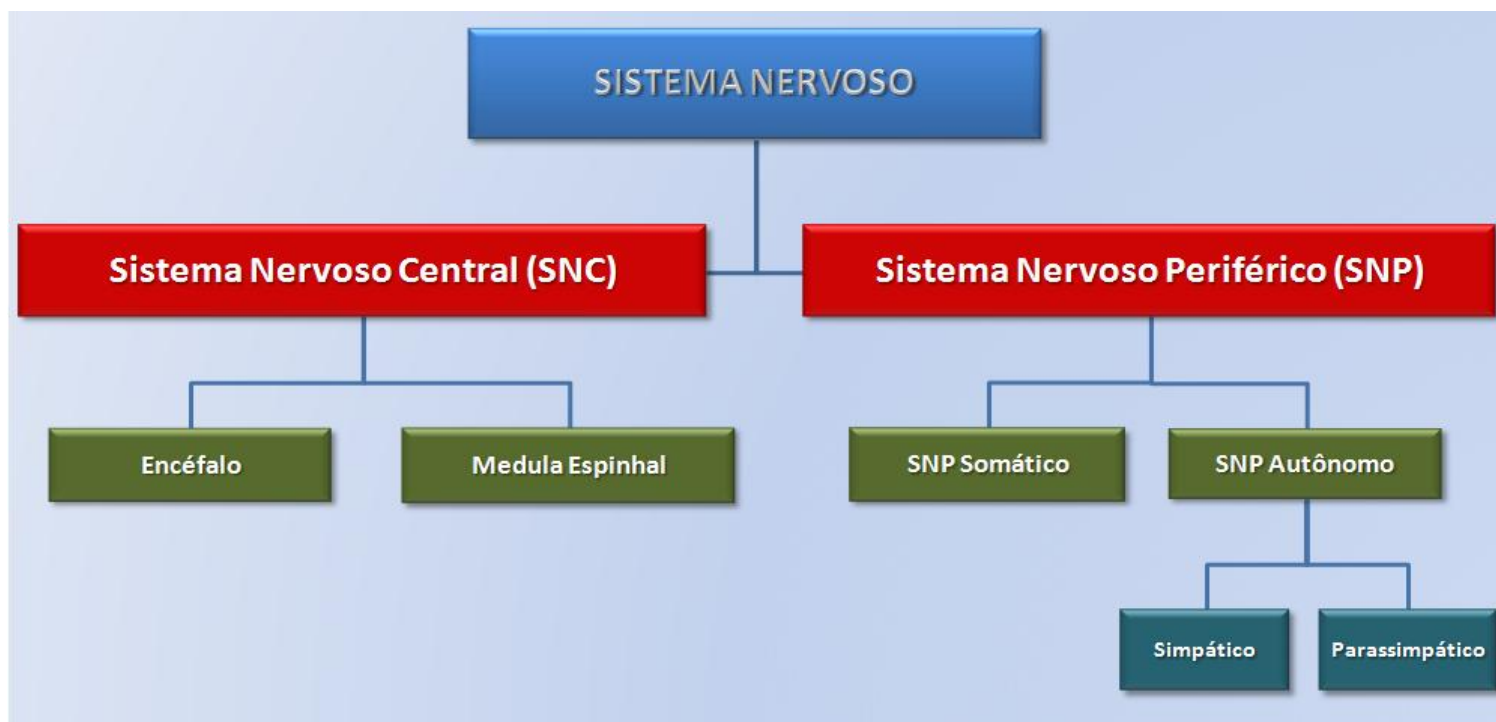 SISTEMA NERVOSO
Sistema Nervoso Central (SNC)
Sistema Nervoso Periférico (SNP)
Encéfalo
Medula Espinhal
SNP Somático
SNP Autônomo
Simpático
Parassimpático